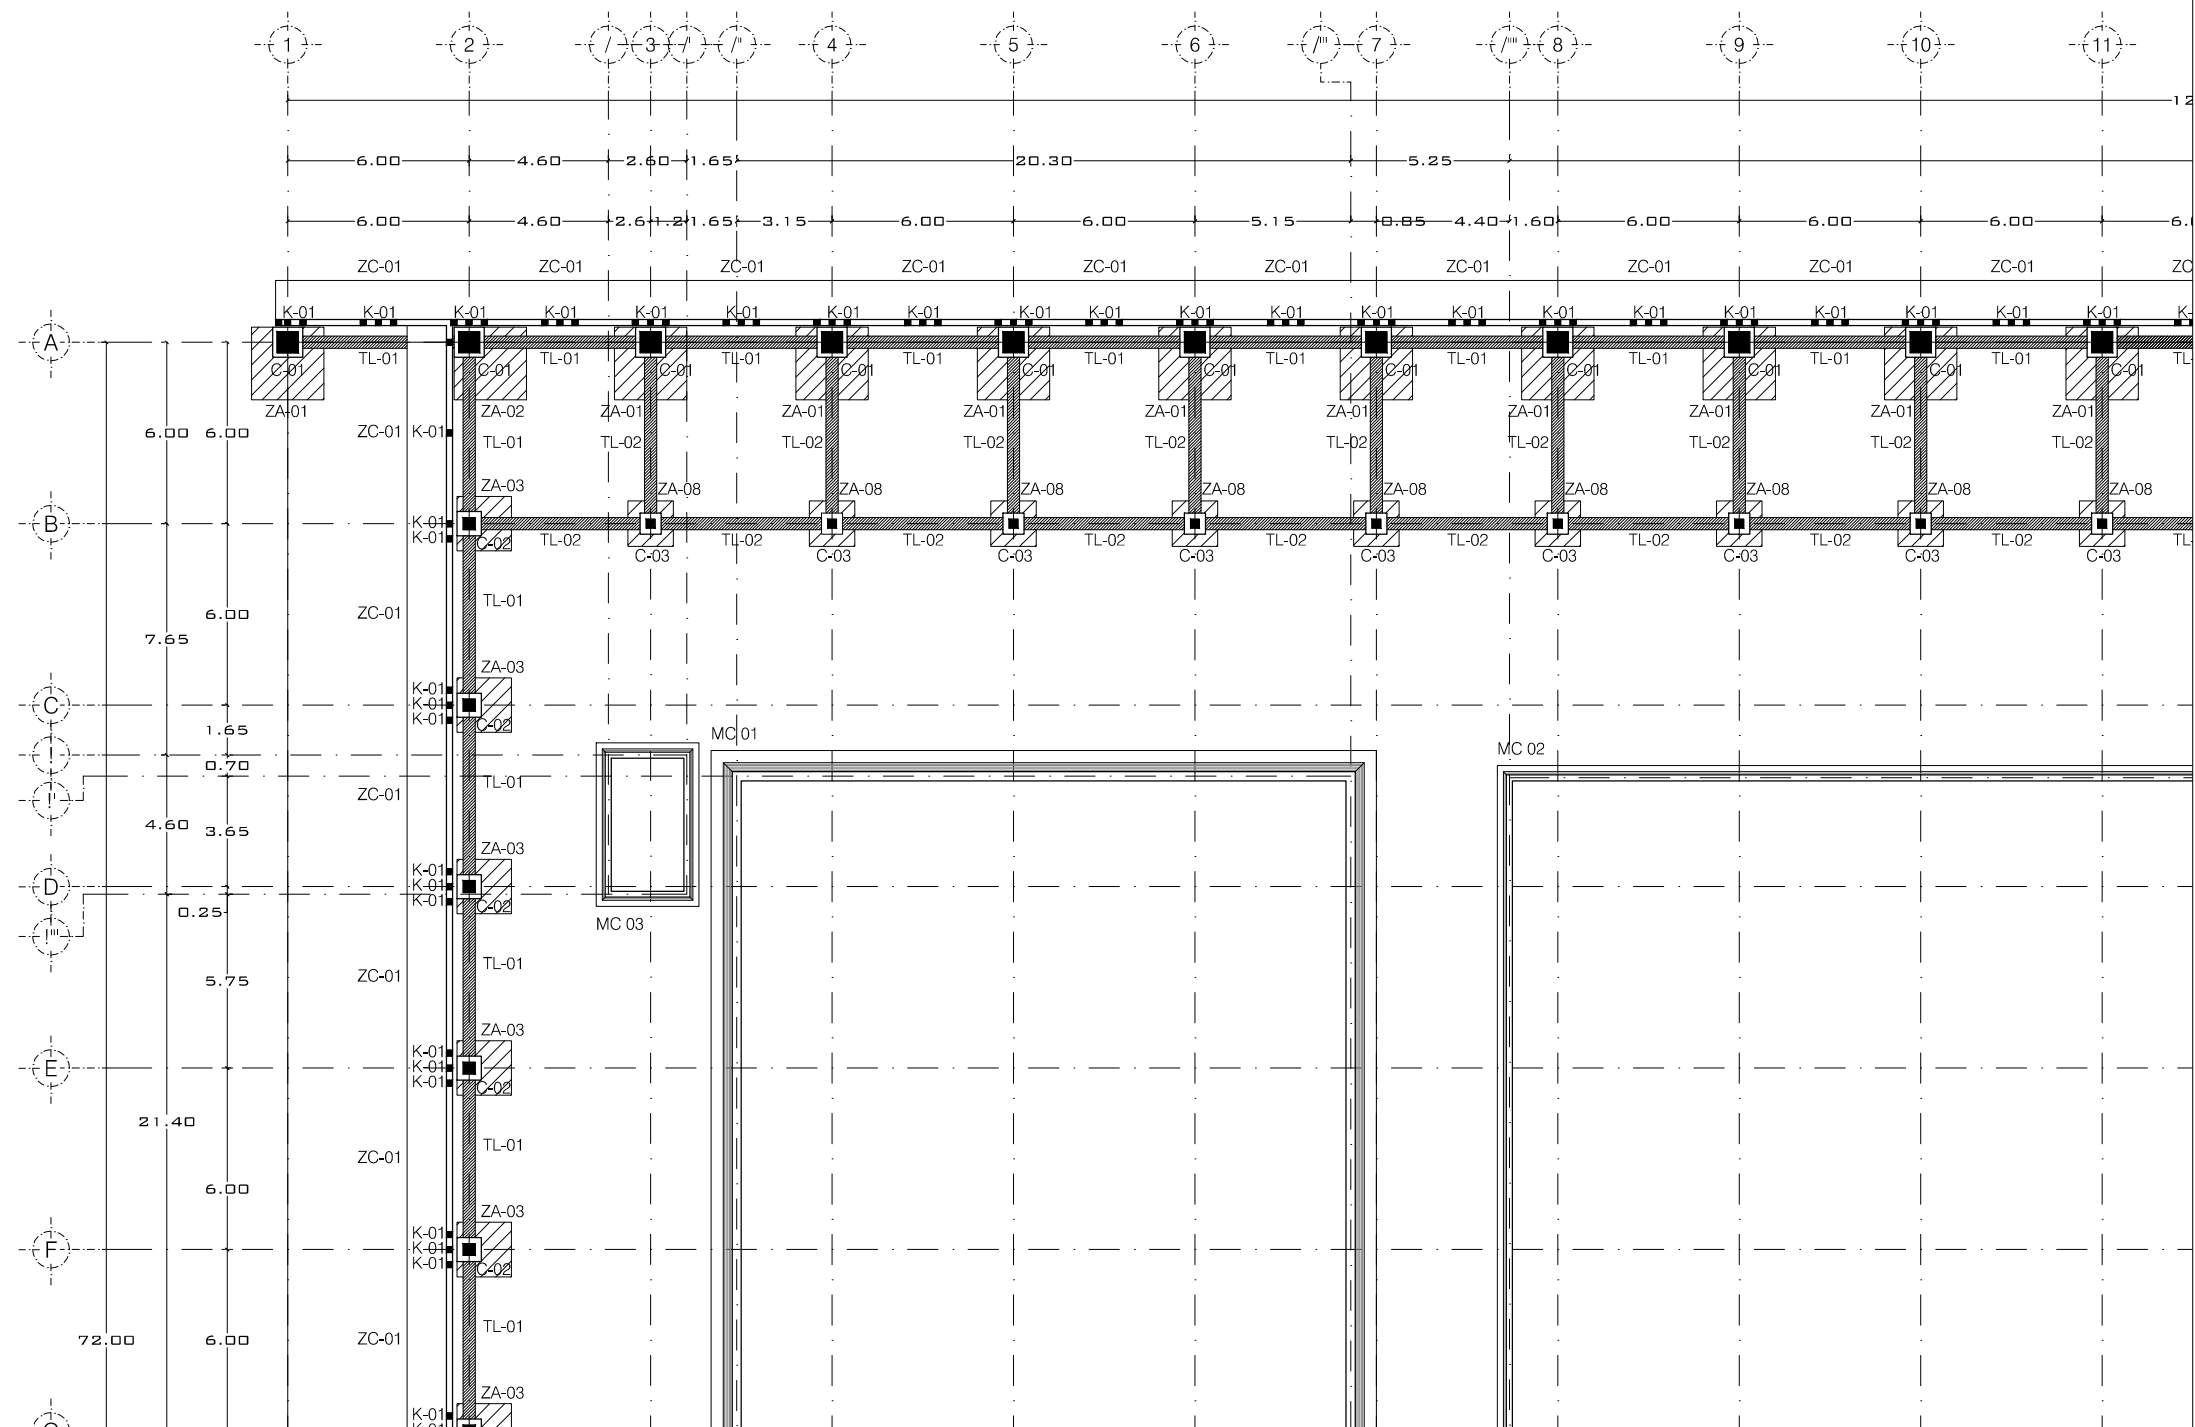 1 2 / 3 /' /'' 4 5 6 /''' 7 /'''' 8 9 10 11
12
6.00 4.60 2.60 1.65 20.30 5.25
6.00 4.60 2.6 1.2 1.65 3.15 6.00 6.00 5.15 0.85 4.40 1.60 6.00 6.00 6.00
ZC-01 ZC-01 ZC-01 ZC-01 ZC-01 ZC-01 ZC-01 ZC-01 ZC-01 ZC-01 ZC
K-01 K-01 K-01 K-01 K-01 K-01 K-01 K-01 K-01 K-01 K-01 K-01 K-01 K-01 K-01 K-01 K-01 K-01 K-01 K-01 K-01 K-
A
TL-01 TL-01 TL-01 TL-01 TL-01 TL-01 TL-01 TL-01 TL-01 TL-01 TL-
C-01 C-01 C-01 C-01 C-01 C-01 C-01 C-01 C-01 C-01 C-01
ZA-01 ZA-02 ZA-01 ZA-01 ZA-01 ZA-01 ZA-01 ZA-01 ZA-01 ZA-01 ZA-01
6.00 6.00 ZC-01 K-01
TL-01 TL-02 TL-02 TL-02 TL-02 TL-02 TL-02 TL-02 TL-02 TL-02
ZA-03 ZA-08 ZA-08 ZA-08 ZA-08 ZA-08 ZA-08 ZA-08 ZA-08 ZA-08
B K-01
K-01 C-02 TL-02 TL-02 TL-02 TL-02 TL-02 TL-02 TL-02 TL-02 TL-02 TL-
C-03 C-03 C-03 C-03 C-03 C-03 C-03 C-03 C-03
TL-01
6.00 ZC-01
7.65
ZA-03
K-01
C K-01
K-01 C-02
1.65
MC 01 MC 02
I
0.70
TL-01
I' ZC-01
4.60 3.65
ZA-03
K-01
D K-01
K-01 C-02
0.25
MC 03
TL-01
5.75 ZC-01
ZA-03
K-01
E K-01
K-01 C-02
21.40
TL-01
ZC-01
6.00
ZA-03
K-01
F K-01
K-01 C-02
TL-01
72.00 6.00 ZC-01
ZA-03
K-01